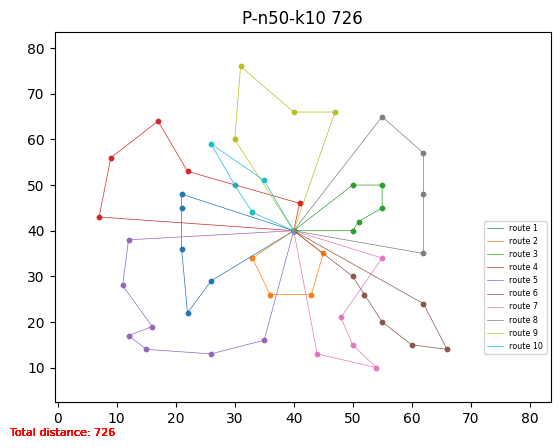 P-n50-k10 726
80
70
60
50
40
30
20
10
0 10 20 30 40 50 60 70 80
route 1
route 2
route 3
route 4
route 5
route 6
route 7
route 8
route 9
route 10
Total distance: 726